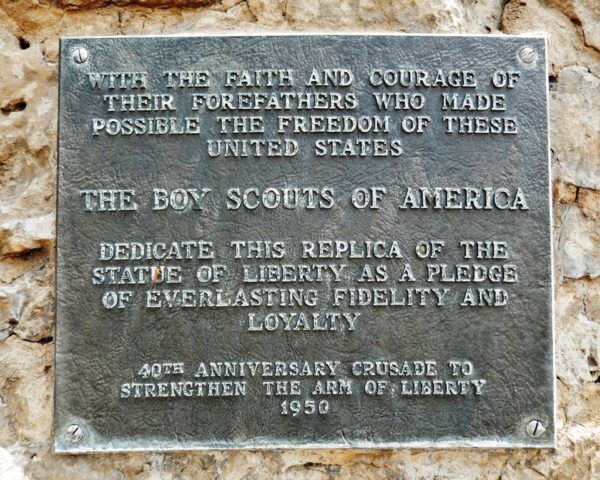 WITH THE FAITH AND COURAGE OF
THEIR FOREFATHERS WHO MADE
POSSIBLE THE FREEDOM OF THESE
UNITED STATES
THE BOY SCOUTS OF AMERICA
DEDICATE THIS REPLICA OF THE
STATUE OF LIBERTY AS A PLEDGE
OF EVERLASTING FIDELITY AND
LOYALTY
40TH ANNIVERSARY CRUSADE TO
STRENGTHEN THE ARM OF LIBERTY
1950